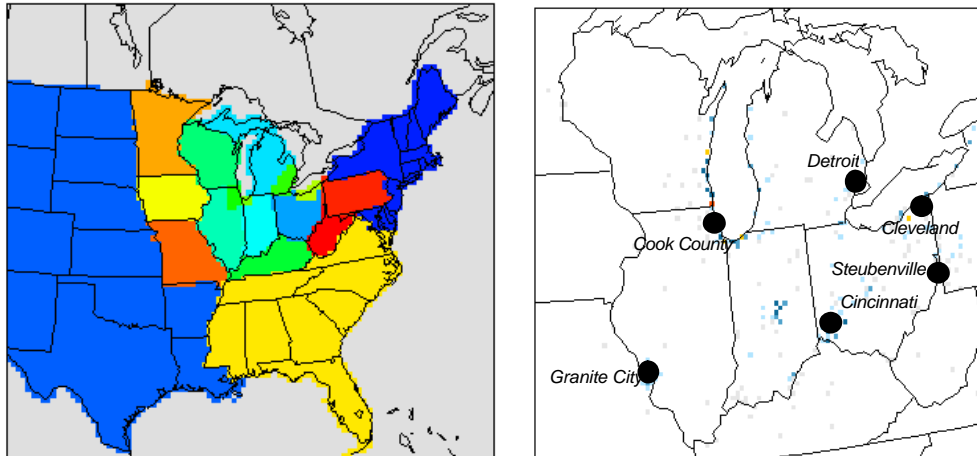 Detroit
Cook County
Cleveland
Steubenville
Cincinnati
Granite City